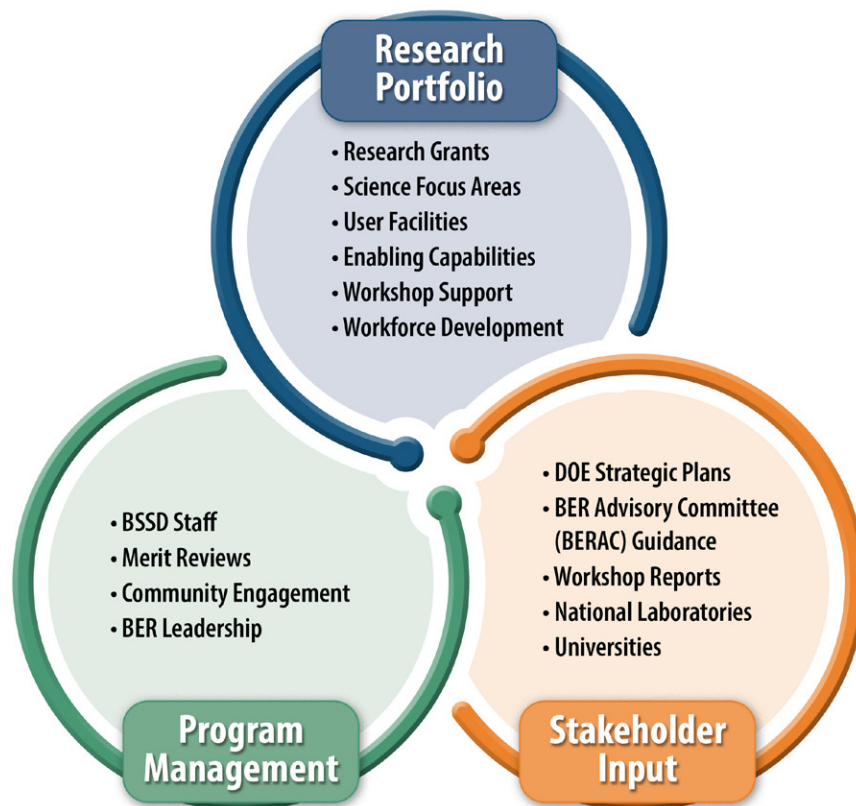 Research
Portfolio
• Research Grants
• Science Focus Areas
• User Facilities
• Enabling Capabilities
• Workshop Support
• Workforce Development
• BSSD Staff
• Merit Reviews
• Community Engagement
• BER Leadership
Program
Management
• DOE Strategic Plans
• BER Advisory Committee
(BERAC) Guidance
• Workshop Reports
• National Laboratories
• Universities
Stakeholder
Input